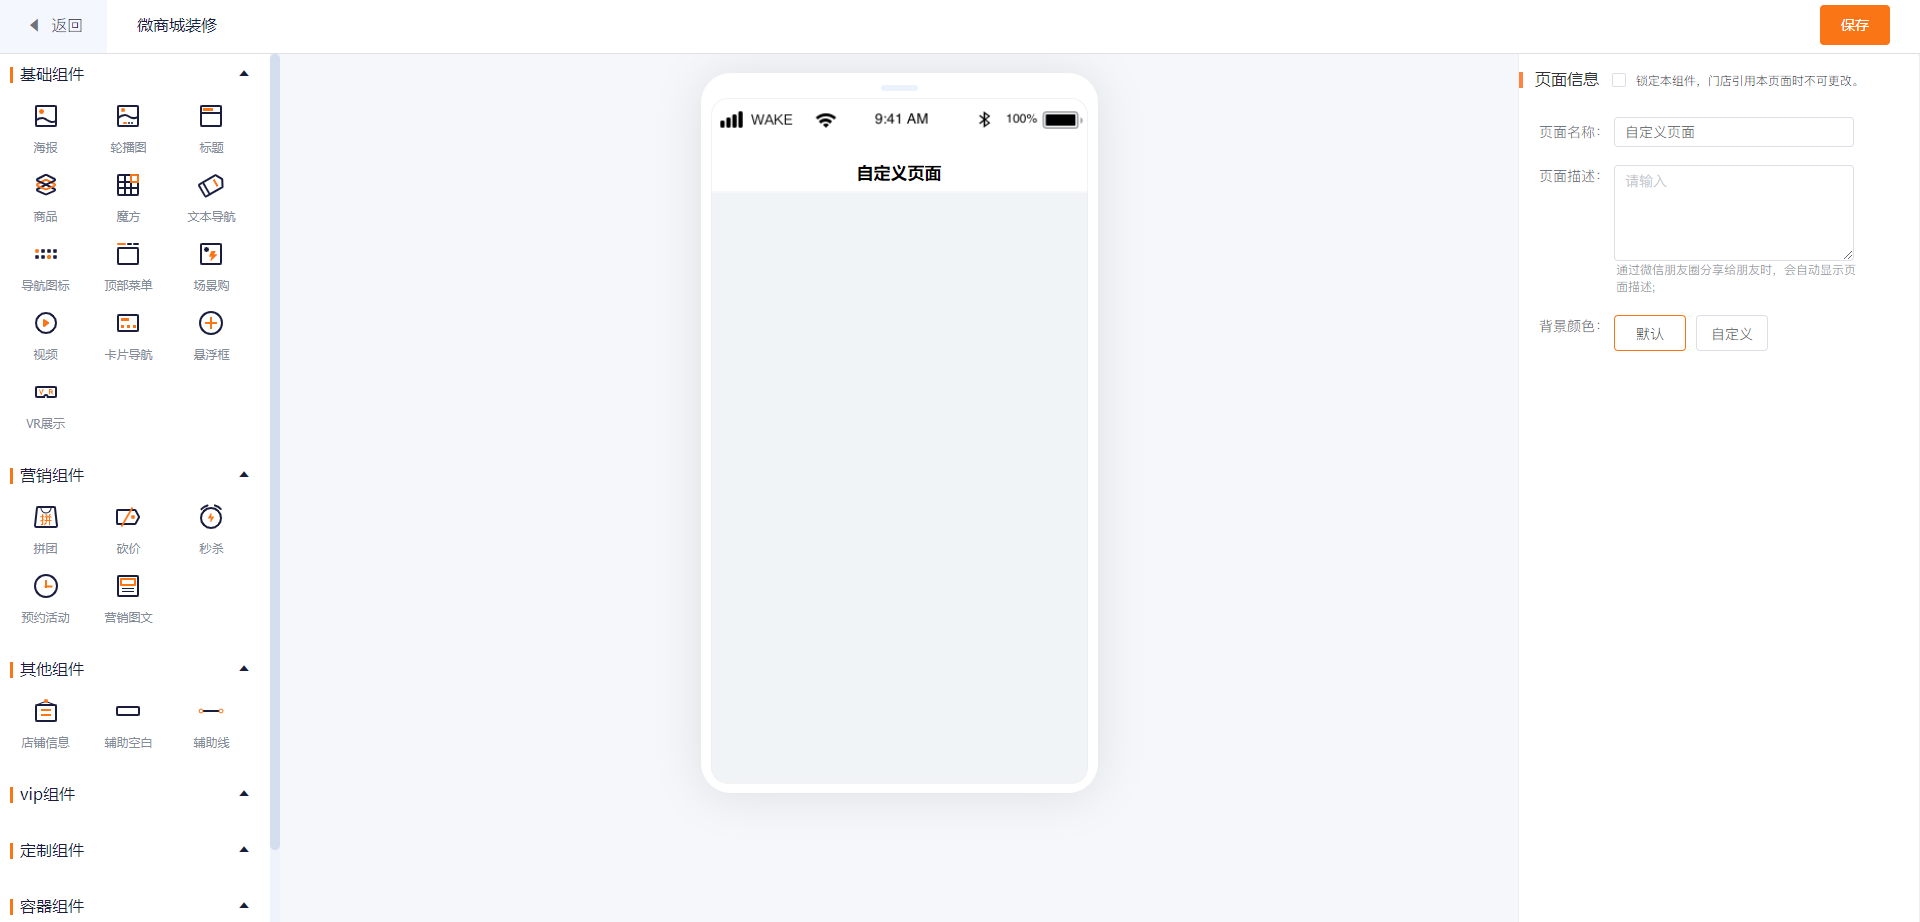 返回
微商城装修
保存
基础组件
海报
轮播图
标题
商品
魔方
文本导航
导航图标
顶部菜单
场景购
视频
卡片导航
悬浮框
VR
VR展示
营销组件
拼
拼团
砍价
秒杀
预约活动
营销图文
其他组件
店铺信息
辅助空白
辅助线
vip组件
定制组件
容器组件
WAKE
9:41 AM
100%
自定义页面
页面信息
锁定本组件，门店引用本页面时不可更改。
页面名称：
自定义页面
页面描述：
请输入
通过微信朋友圈分享给朋友时，会自动显示页
面描述;
背景颜色：
默认
自定义